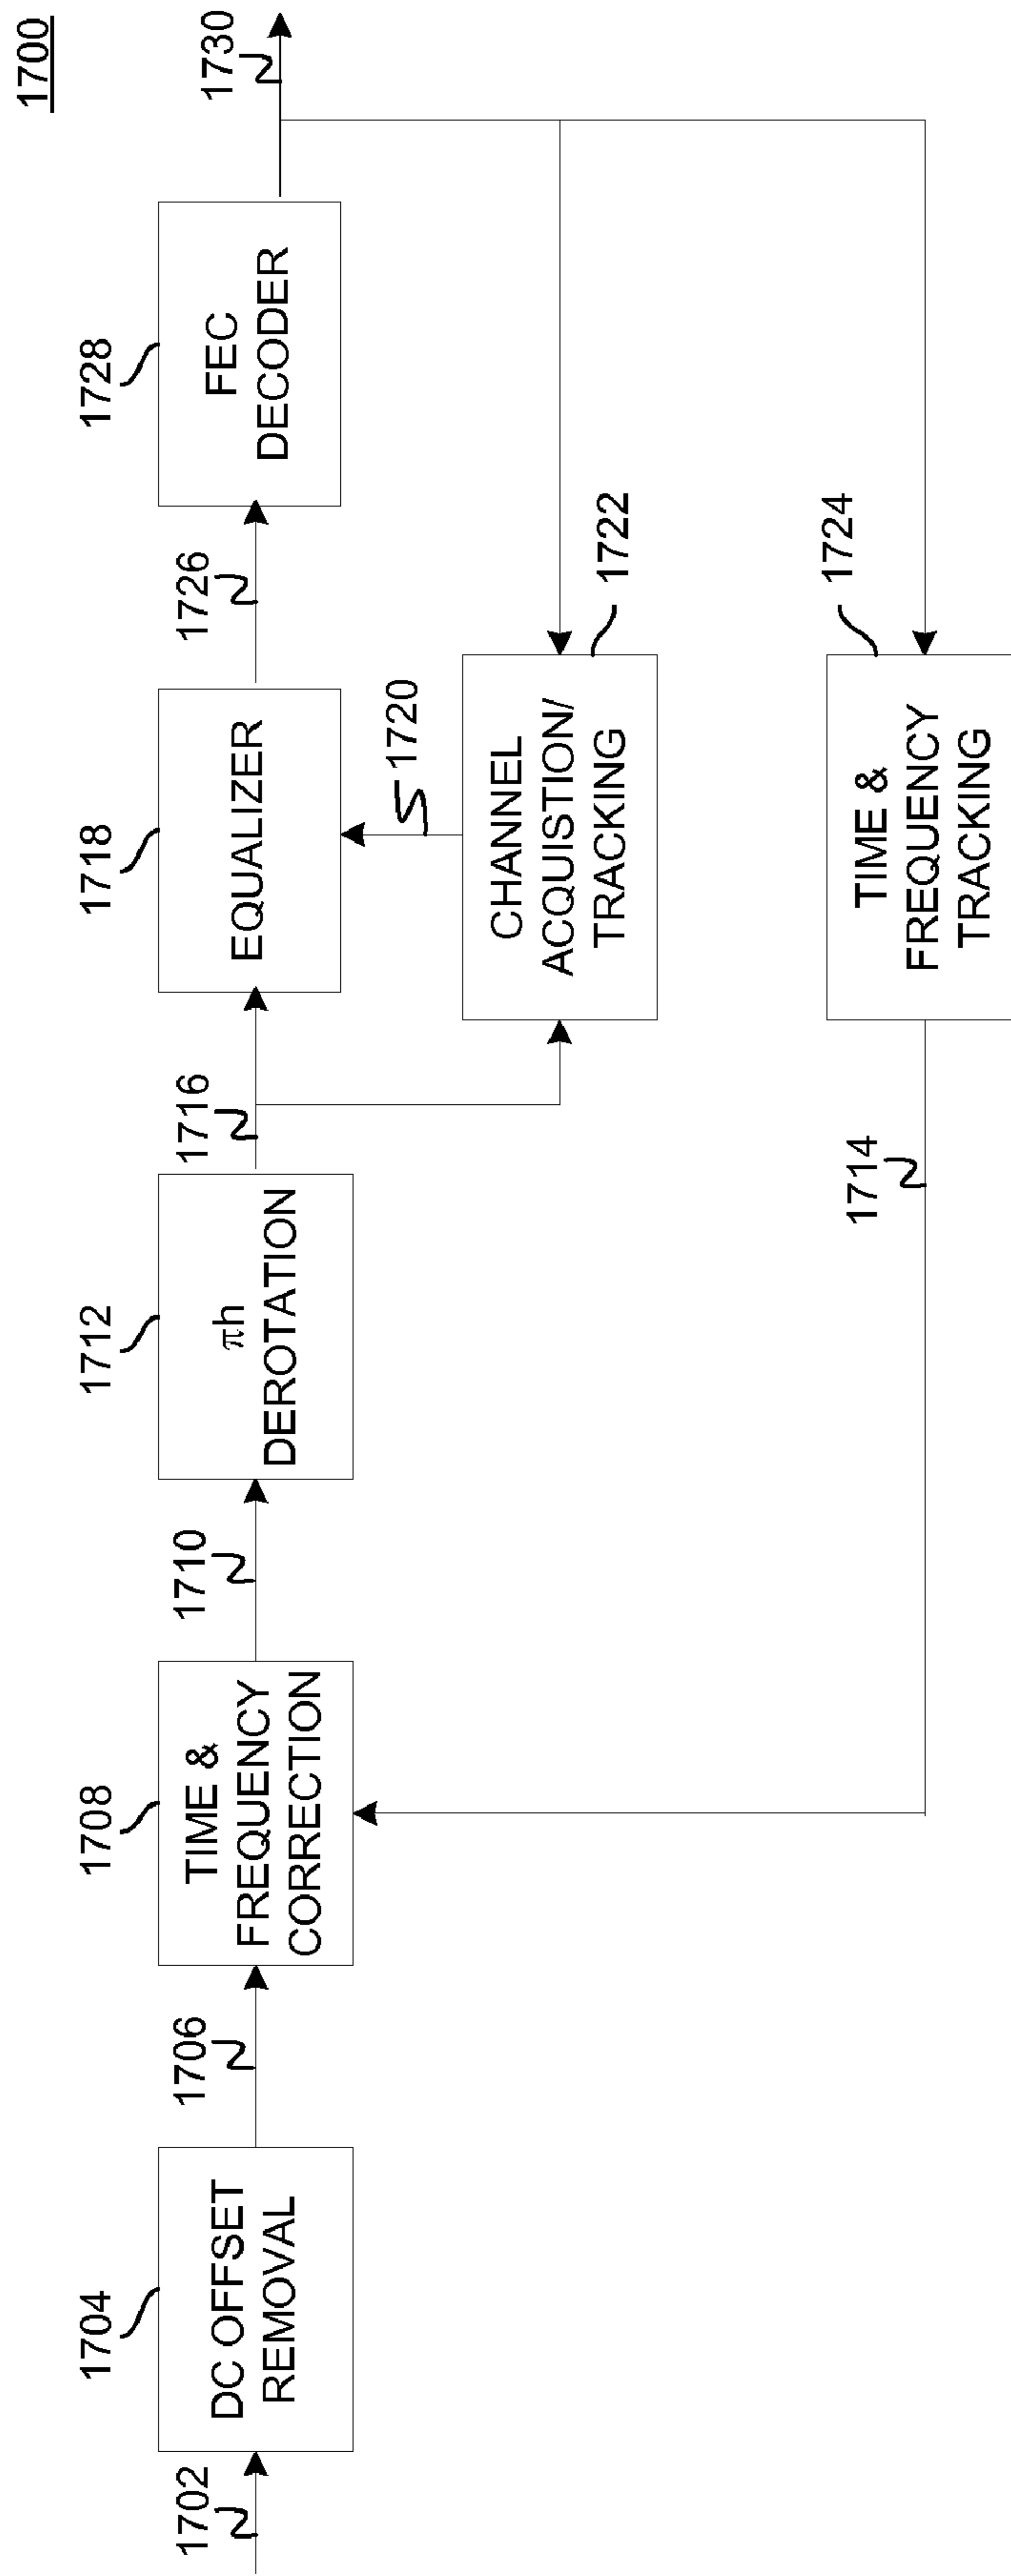 1700
1704
1708
1712
1718
1728
1730
1702
DC OFFSET
REMOVAL
1706
TIME &
FREQUENCY
CORRECTION
1710
πh
DEROTATION
1716
EQUALIZER
1726
FEC
DECODER
1720
CHANNEL
ACQUISTION/
TRACKING
1722
1714
TIME &
FREQUENCY
TRACKING
1724